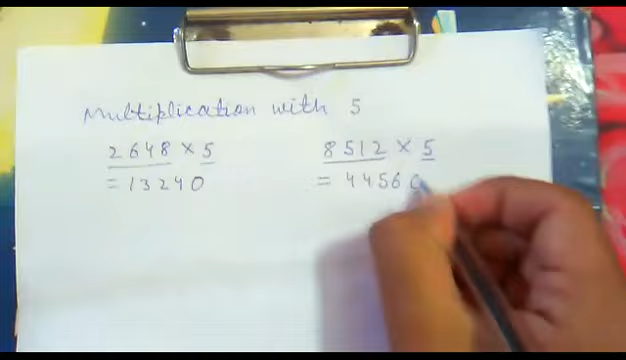 Multiplication with 5
2648 × 5
= 13240
8512 × 5
= 44560